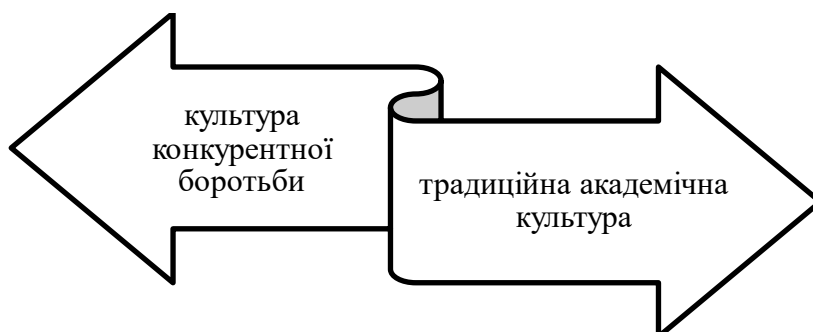 культура
конкурентної
боротьби
традиційна академічна
культура